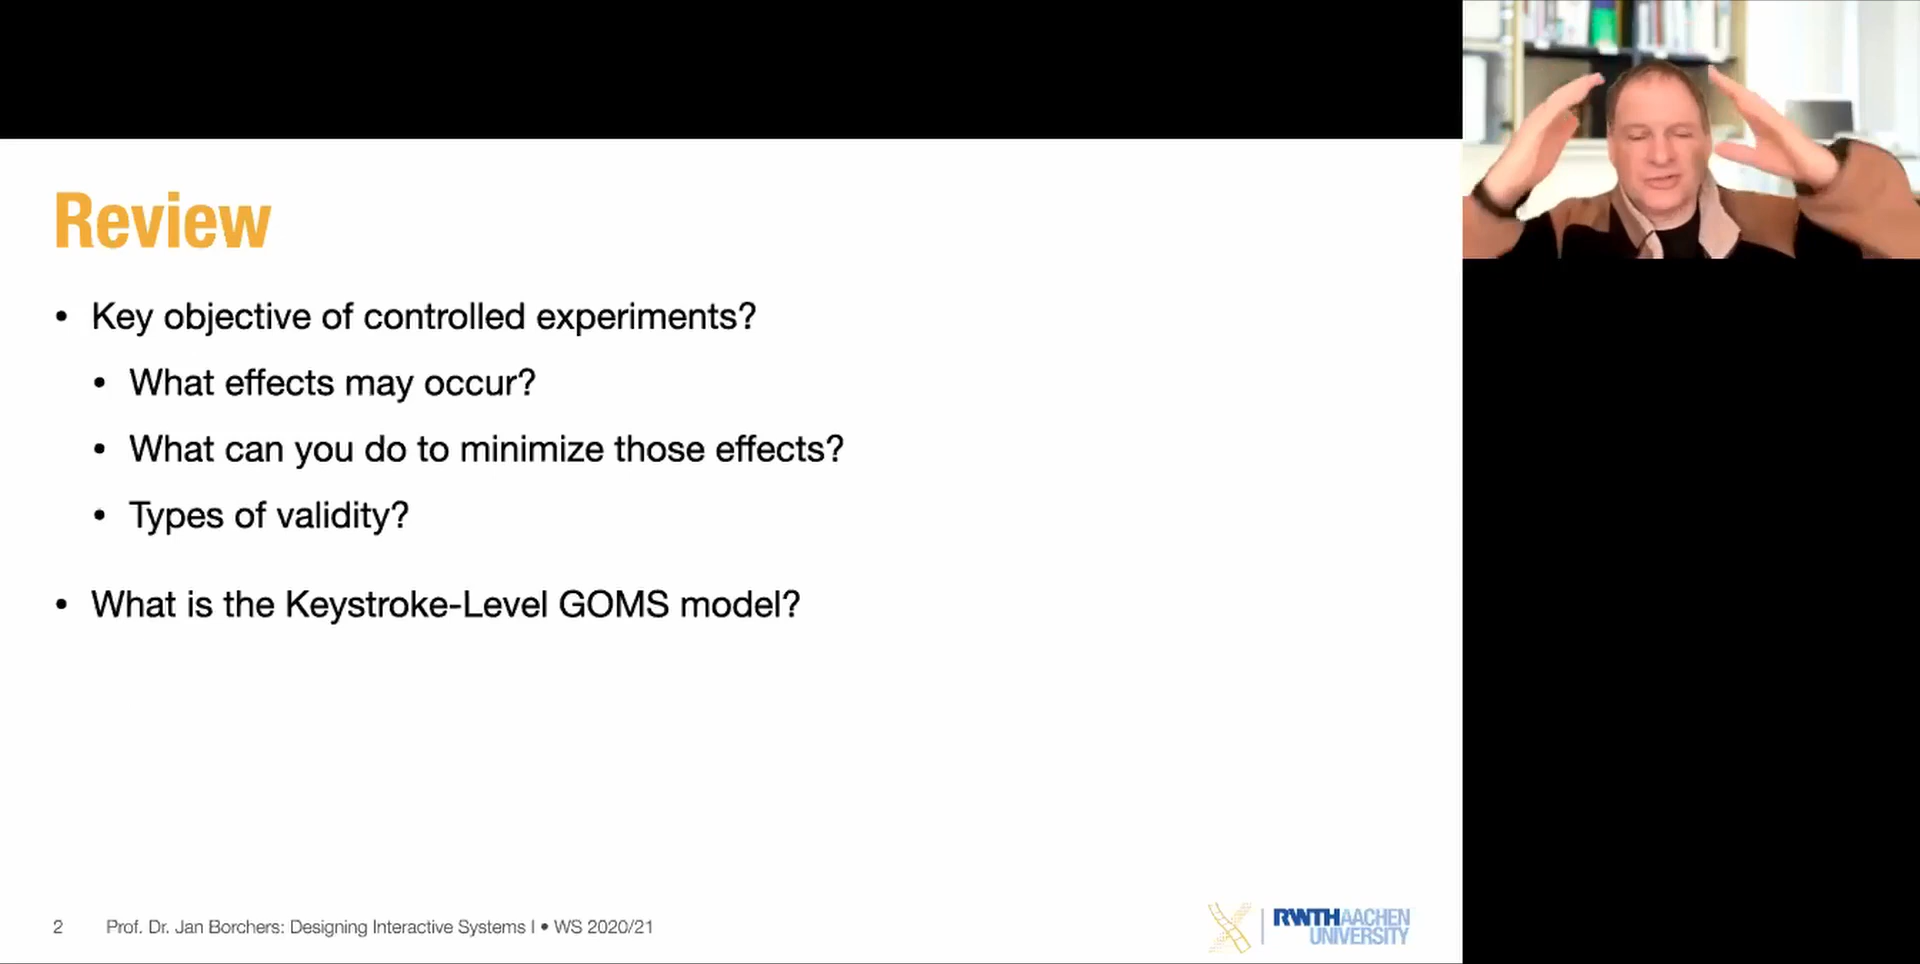 Review
• Key objective of controlled experiments?
• What effects may occur?
• What can you do to minimize those effects?
• Types of validity?
• What is the Keystroke-Level GOMS model?
2 Prof. Dr. Jan Borchers: Designing Interactive Systems I • WS 2020/21
RWTHAACHEN
UNIVERSITY